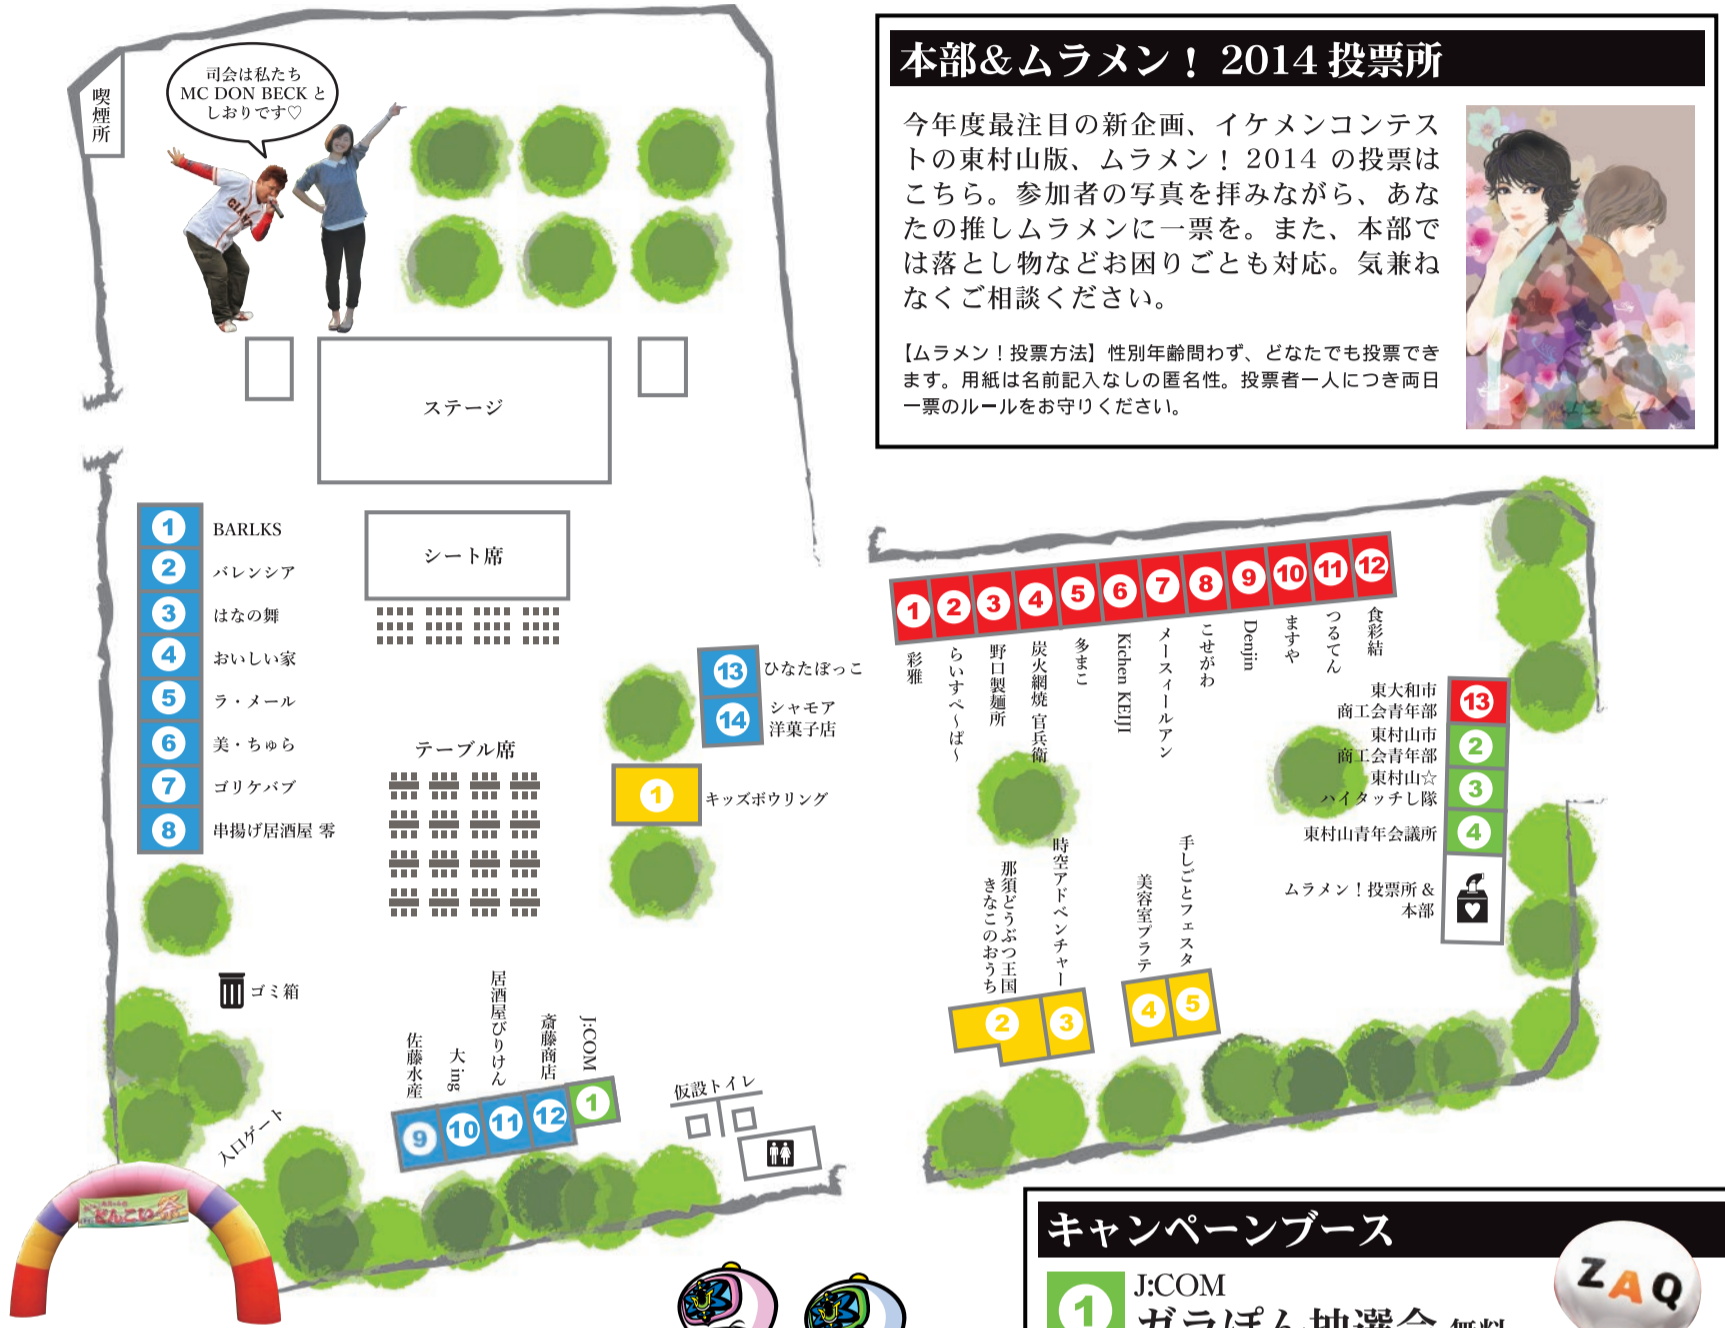 喫煙所
司会は私たち
MC DON BECK と
しおりです♡
本部&ムラメン！ 2014 投票所
今年度最注目の新企画、イケメンコンテス
トの東村山版、ムラメン！ 2014 の投票は
こちら。参加者の写真を拝みながら、あな
たの推しムラメンに一票を。また、本部で
は落とし物などお困りごとも対応。気兼ね
なくご相談ください。
【ムラメン！投票方法】性別年齢問わず、どなたでも投票でき
ます。用紙は名前記入なしの匿名性。投票者一人につき両日
一票のルールをお守りください。
GIANT
ステージ
シート席
1 BARLKS
2 バレンシア
3 はなの舞
4 おいしい家
5 ラ・メール
6 美・ちゅら
7 ゴリケバブ
8 串揚げ居酒屋 零
13 ひなたぼっこ
14 シャモア
洋菓子店
テーブル席
1 キッズボウリング
1 彩雅
2 らいすぺ～ぱ～
3 野口製麺所
4 炭火網焼 官兵衛
5 多まこ
6 Kichen KEIJI
7 メースィールアン
8 こせがわ
9 Denjin
10 ますや
11 つるてん
12 食彩結
東大和市
商工会青年部 13
東村山市
商工会青年部 2
東村山☆
ハイタッチし隊 3
東村山青年会議所 4
ムラメン！投票所 &
本部
那須どうぶつ王国
きなこのおうち 2
時空アドベンチャー 3
美容室プラテ 4
手しごとフェスタ 5
ゴミ箱
佐藤水産 9
大 ing 10
居酒屋びりけん 11
斎藤商店 12
J:COM 1
仮設トイレ
入口ゲート
どんこい祭
キャンペーンブース
1 J:COM
ガラぽん抽選会 無料
ZAQ